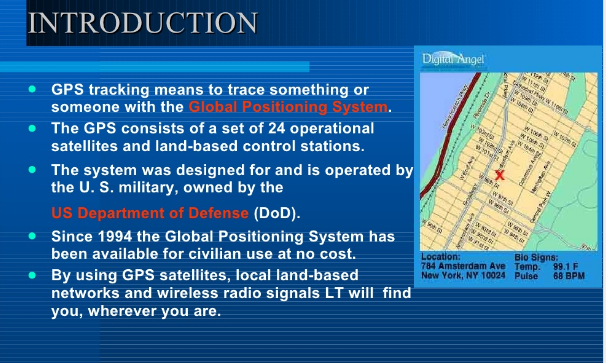 INTRODUCTION
GPS tracking means to trace something or
someone with the Global Positioning System.
The GPS consists of a set of 24 operational
satellites and land-based control stations.
The system was designed for and is operated by
the U. S. military, owned by the
US Department of Defense (DoD).
Since 1994 the Global Positioning System has
been available for civilian use at no cost.
By using GPS satellites, local land-based
networks and wireless radio signals LT will find
you, wherever you are.
Digital Angel
X
Location:
784 Amsterdam Ave
New York, NY 10024
Bio Signs:
Temp. 99.1 F
Pulse 68 BPM